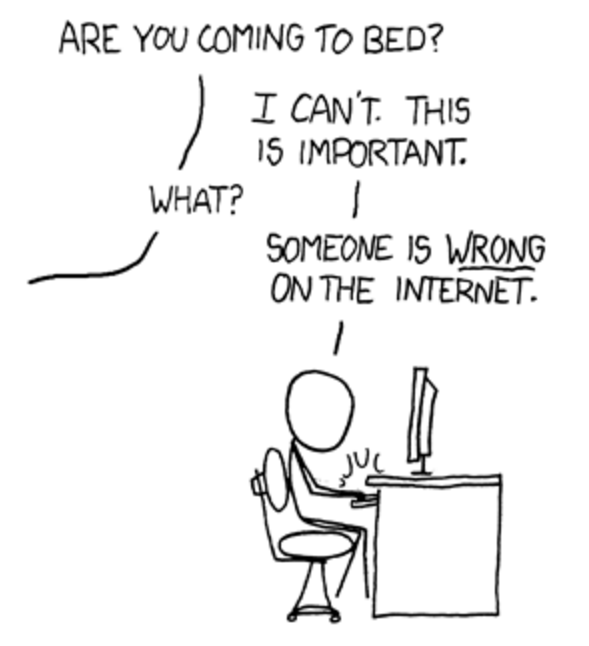 ARE YOU COMING TO BED?
I CAN'T. THIS
IS IMPORTANT.
WHAT?
SOMEONE IS WRONG
ON THE INTERNET.